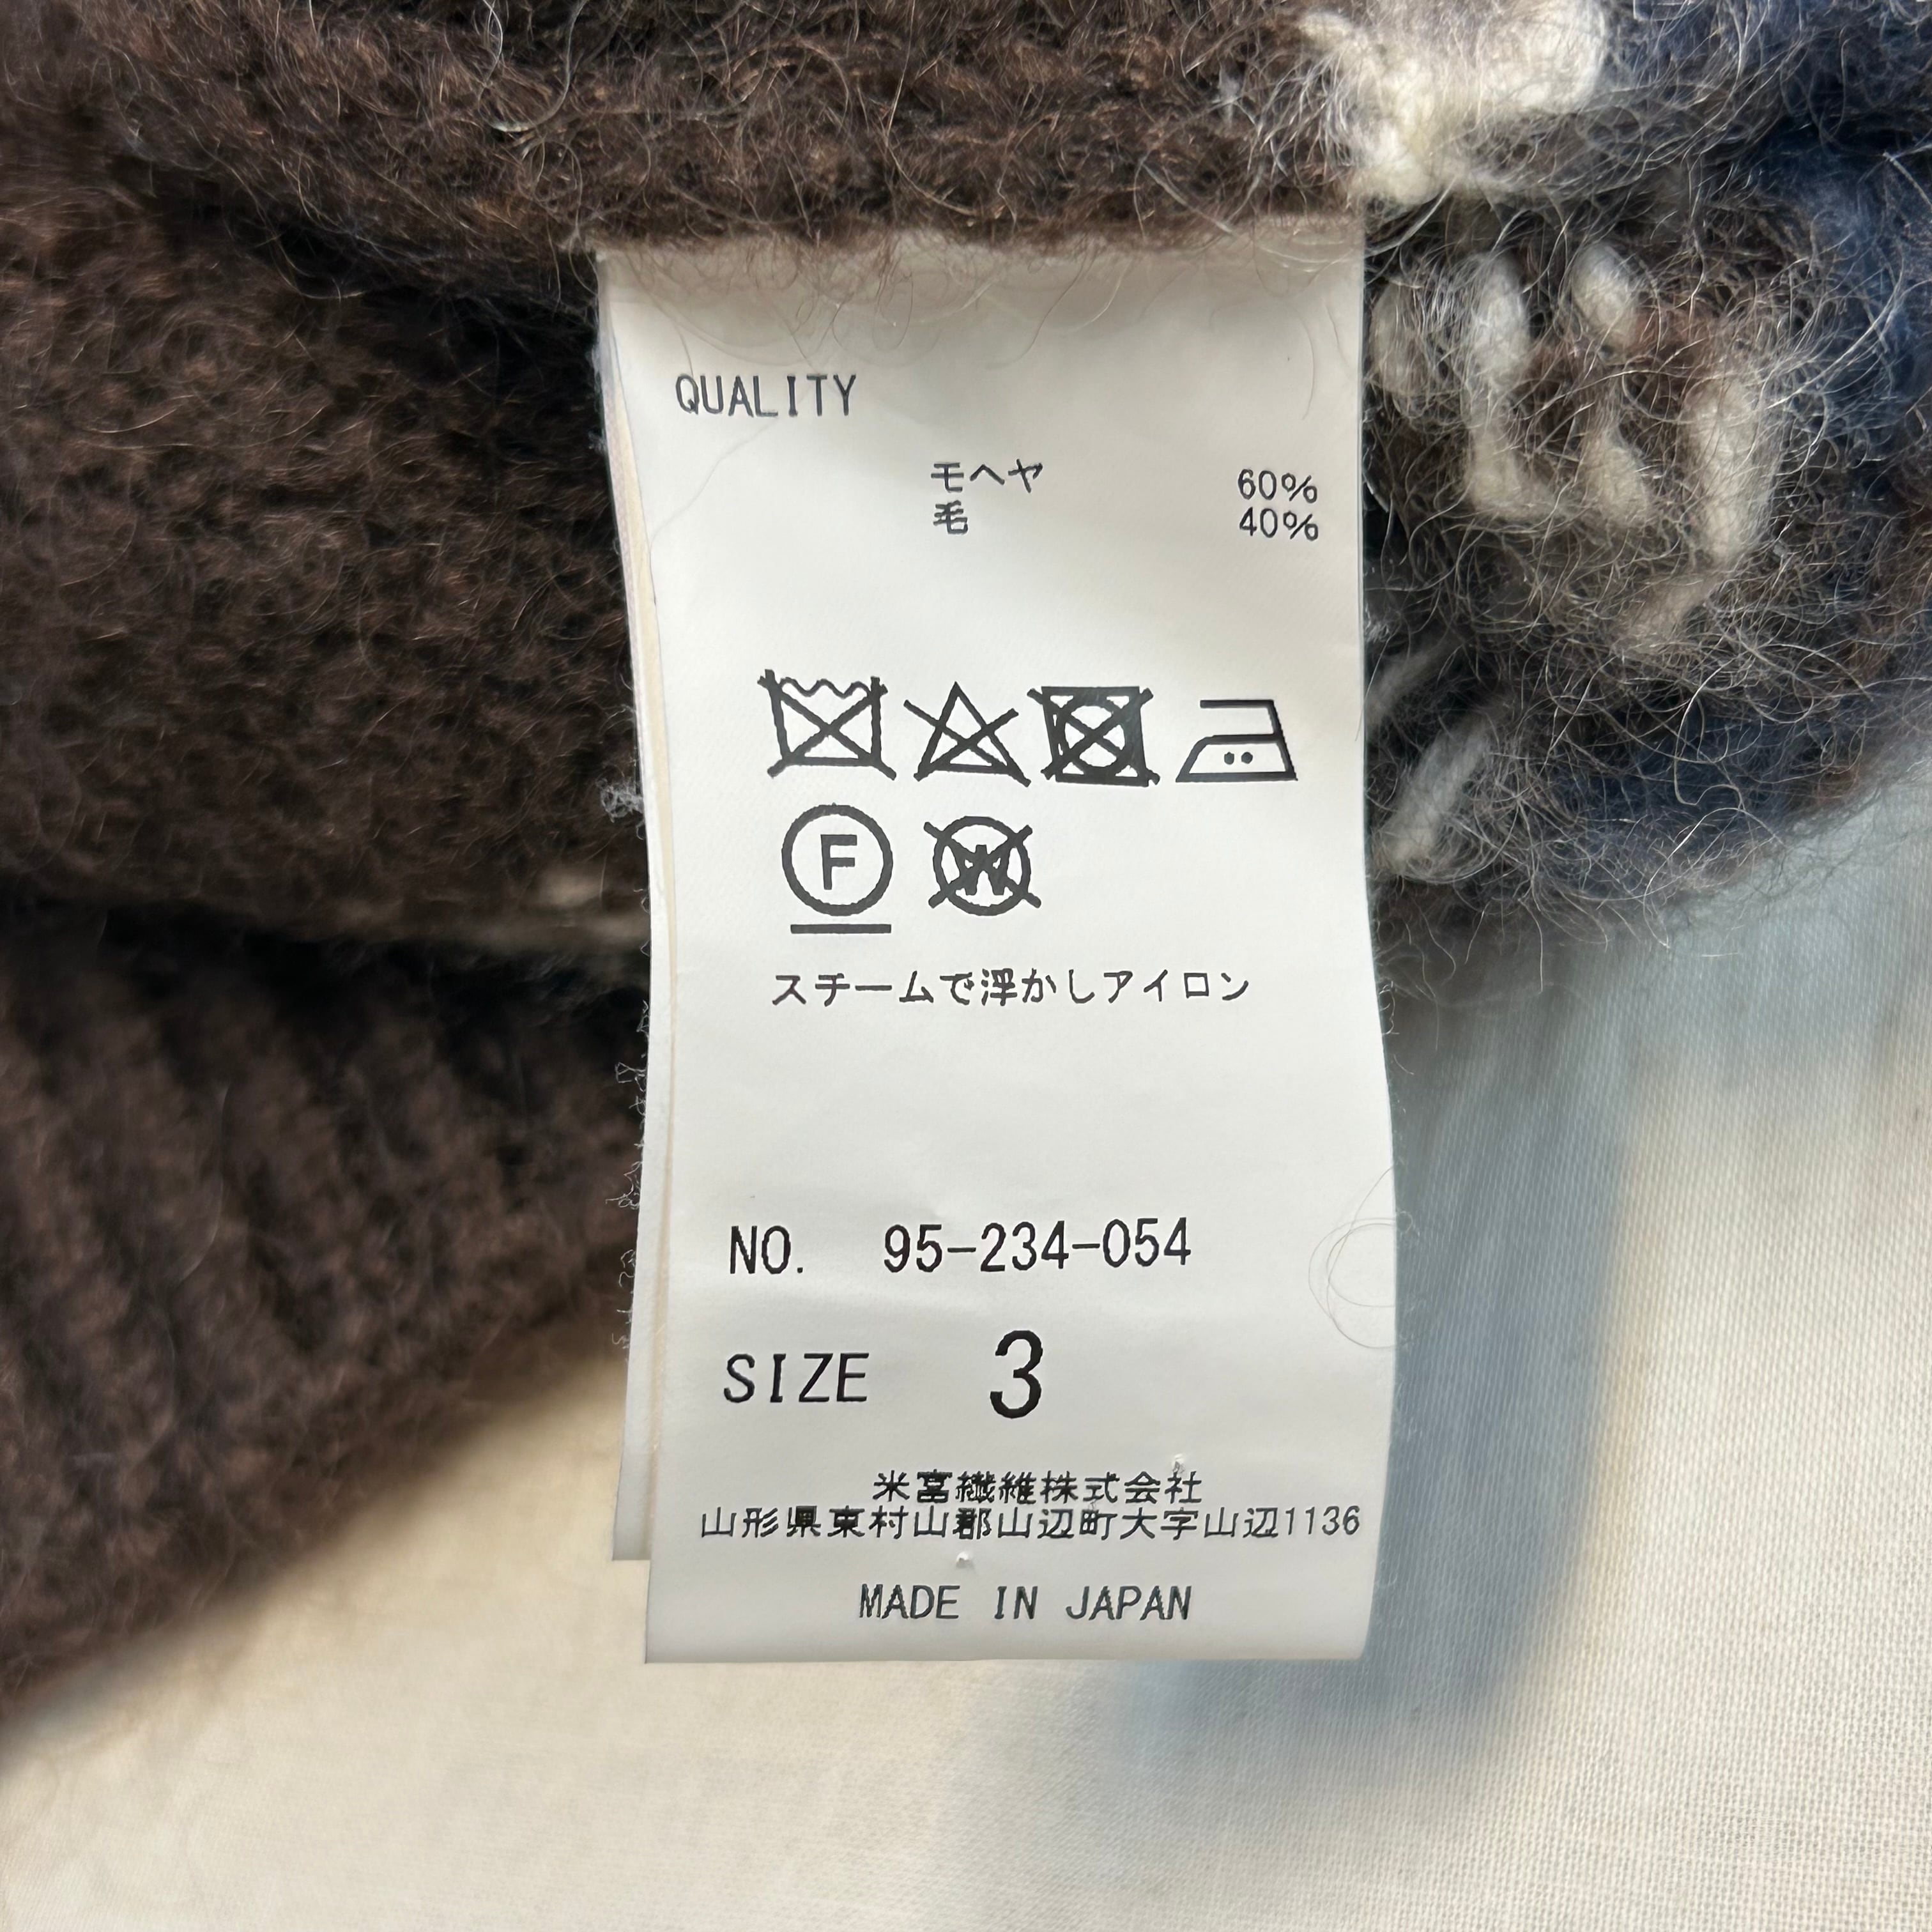 QUALITY
モヘヤ 60%
毛 40%
F W
スチームで浮かしアイロン
NO. 95-234-054
SIZE 3
米富繊維株式会社
山形県東村山郡山辺町大字山辺1136
MADE IN JAPAN